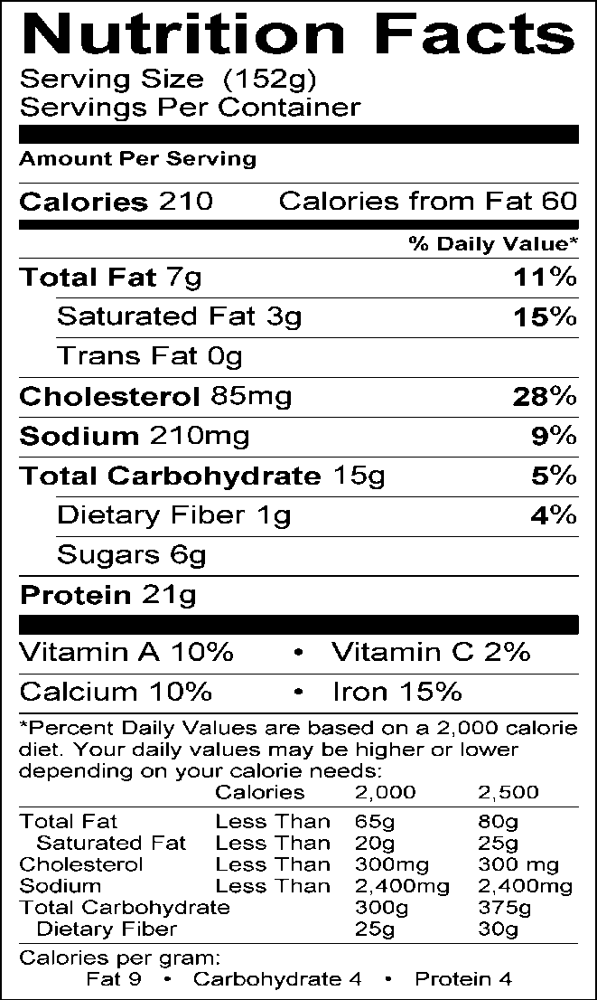 Nutrition Facts
Serving Size (152g)
Servings Per Container
Amount Per Serving
Calories 210 Calories from Fat 60
% Daily Value*
Total Fat 7g 11%
Saturated Fat 3g 15%
Trans Fat 0g
Cholesterol 85mg 28%
Sodium 210mg 9%
Total Carbohydrate 15g 5%
Dietary Fiber 1g 4%
Sugars 6g
Protein 21g
Vitamin A 10% • Vitamin C 2%
Calcium 10% • Iron 15%
*Percent Daily Values are based on a 2,000 calorie
diet. Your daily values may be higher or lower
depending on your calorie needs:
Calories 2,000 2,500
Total Fat Less Than 65g 80g
Saturated Fat Less Than 20g 25g
Cholesterol Less Than 300mg 300 mg
Sodium Less Than 2,400mg 2,400mg
Total Carbohydrate 300g 375g
Dietary Fiber 25g 30g
Calories per gram:
Fat 9 • Carbohydrate 4 • Protein 4